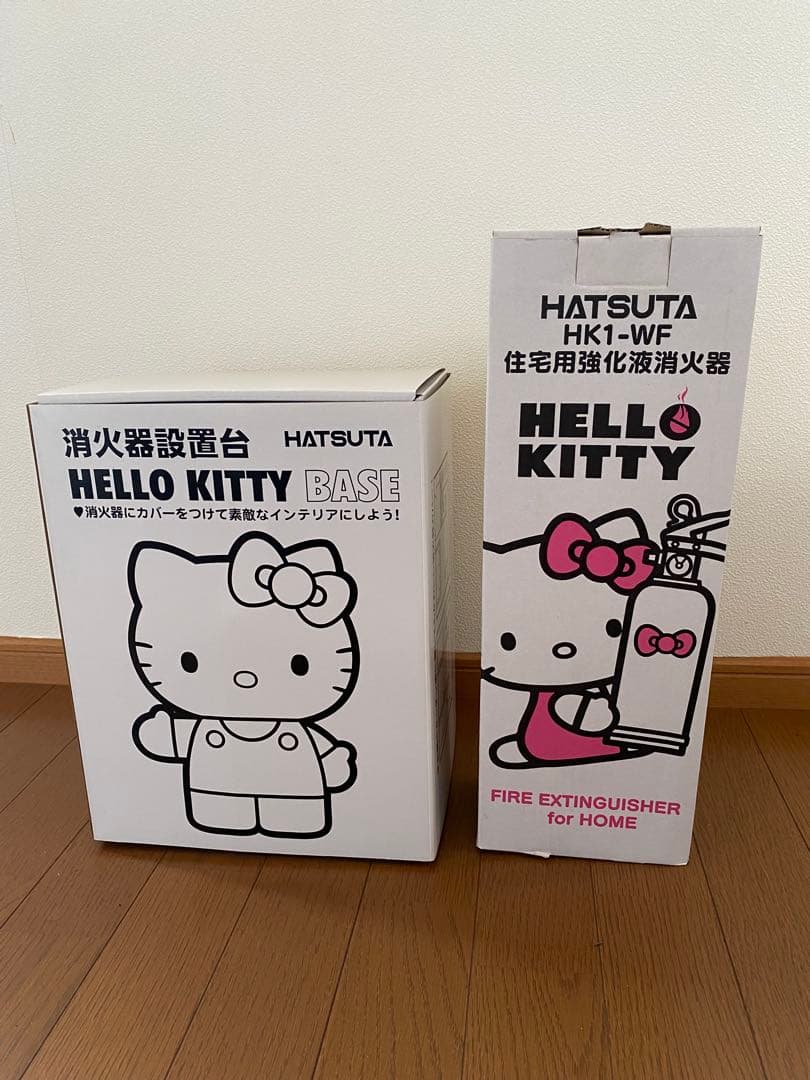 消火器設置台 HATSUTA
HELLO KITTY BASE
♥消火器にカバーをつけて素敵なインテリアにしよう!
HATSUTA
HK1-WF
住宅用強化液消火器
HELLO
KITTY
FIRE EXTINGUISHER
for HOME